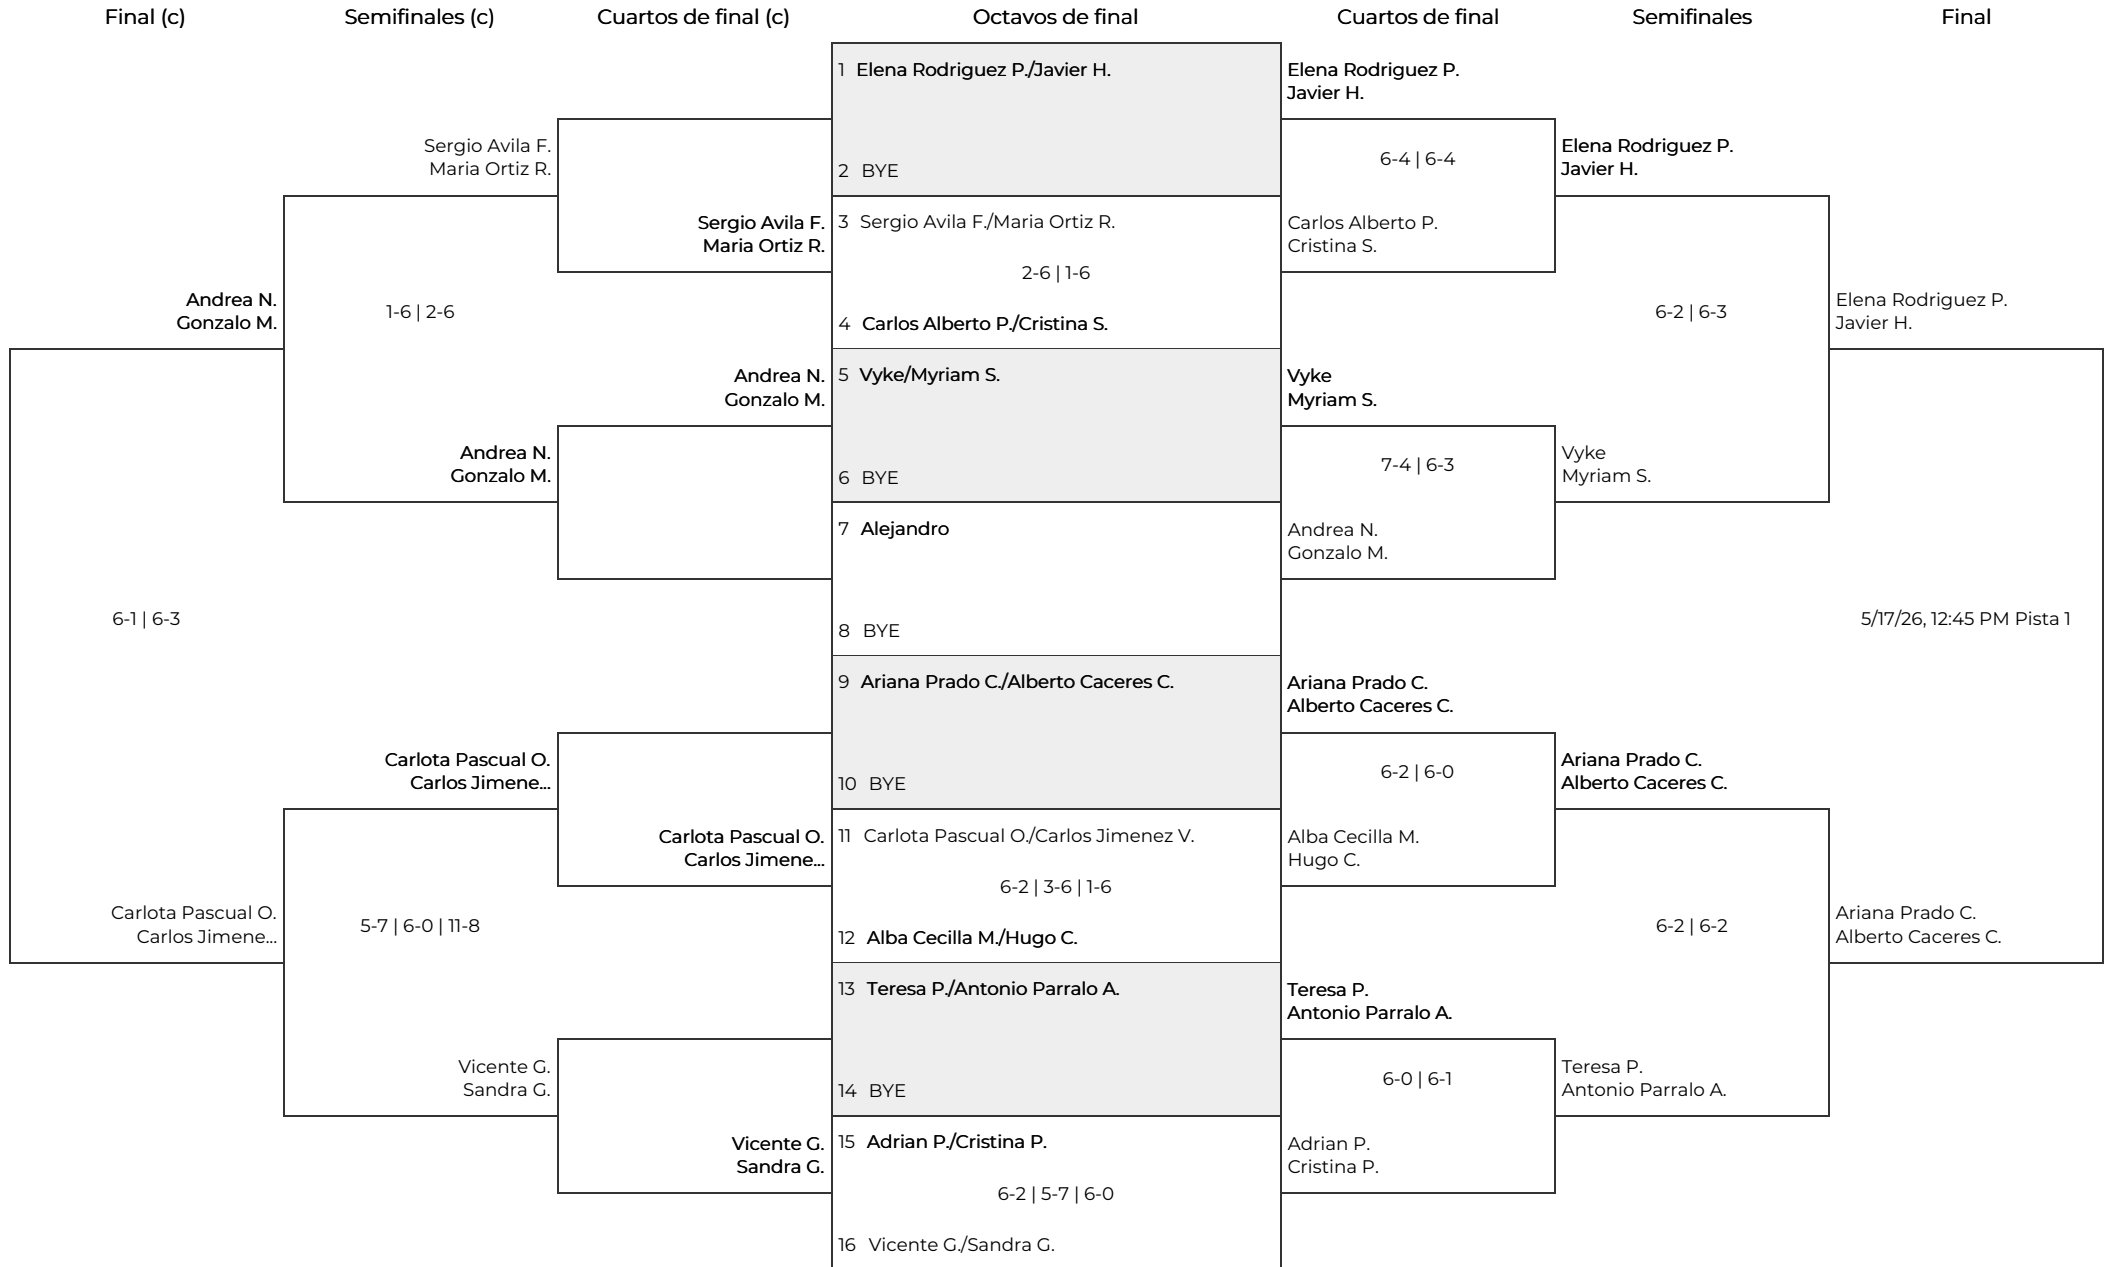 Final (c)
Semifinales (c)
Cuartos de final (c)
Octavos de final
Cuartos de final
Semifinales
Final
Andrea N.
Gonzalo M.
6-1 | 6-3
Carlota Pascual O.
Carlos Jimene...
Sergio Avila F.
Maria Ortiz R.
1-6 | 2-6
Andrea N.
Gonzalo M.
Carlota Pascual O.
Carlos Jimene...
5-7 | 6-0 | 11-8
Vicente G.
Sandra G.
Sergio Avila F.
Maria Ortiz R.
Andrea N.
Gonzalo M.
Carlota Pascual O.
Carlos Jimene...
Vicente G.
Sandra G.
1 Elena Rodriguez P./Javier H.
2 BYE
3 Sergio Avila F./Maria Ortiz R.
2-6 | 1-6
4 Carlos Alberto P./Cristina S.
5 Vyke/Myriam S.
6 BYE
7 Alejandro
8 BYE
9 Ariana Prado C./Alberto Caceres C.
10 BYE
11 Carlota Pascual O./Carlos Jimenez V.
6-2 | 3-6 | 1-6
12 Alba Cecilla M./Hugo C.
13 Teresa P./Antonio Parralo A.
14 BYE
15 Adrian P./Cristina P.
6-2 | 5-7 | 6-0
16 Vicente G./Sandra G.
Elena Rodriguez P.
Javier H.
6-4 | 6-4
Carlos Alberto P.
Cristina S.
Vyke
Myriam S.
7-4 | 6-3
Andrea N.
Gonzalo M.
Ariana Prado C.
Alberto Caceres C.
6-2 | 6-0
Alba Cecilla M.
Hugo C.
Teresa P.
Antonio Parralo A.
6-0 | 6-1
Adrian P.
Cristina P.
Elena Rodriguez P.
Javier H.
6-2 | 6-3
Vyke
Myriam S.
Ariana Prado C.
Alberto Caceres C.
6-2 | 6-2
Teresa P.
Antonio Parralo A.
Elena Rodriguez P.
Javier H.
5/17/26, 12:45 PM Pista 1
Ariana Prado C.
Alberto Caceres C.